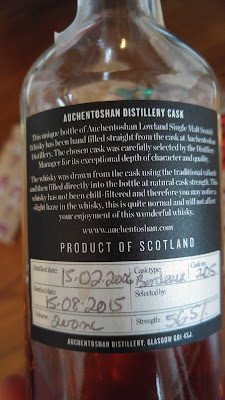 AUCHENTOSHAN DISTILLERY CASK
This unique bottle of Auchentoshan Lowland Single Malt Scotch
Whisky has been hand filled straight from the cask at Auchentoshan
Distillery. The chosen cask was carefully selected by the Distillery
Manager for its exceptional depth of character and quality.
The whisky was drawn from the cask using the traditional valinch
and then filled directly into the bottle at natural cask strength. This
whisky has not been chill-filtered and therefore you may notice a
slight haze in the whisky, this is quite normal and will not affect
your enjoyment of this wonderful whisky.
www.auchentoshan.com
PRODUCT OF SCOTLAND
Distilled date: 15.02.2006 Cask type: Bordeaux Cask no: 205
Bottled date: 15.08.2015 Selected by:
Volume: 200ml Strength: 56.5%
AUCHENTOSHAN DISTILLERY, GLASGOW G81 4SJ.